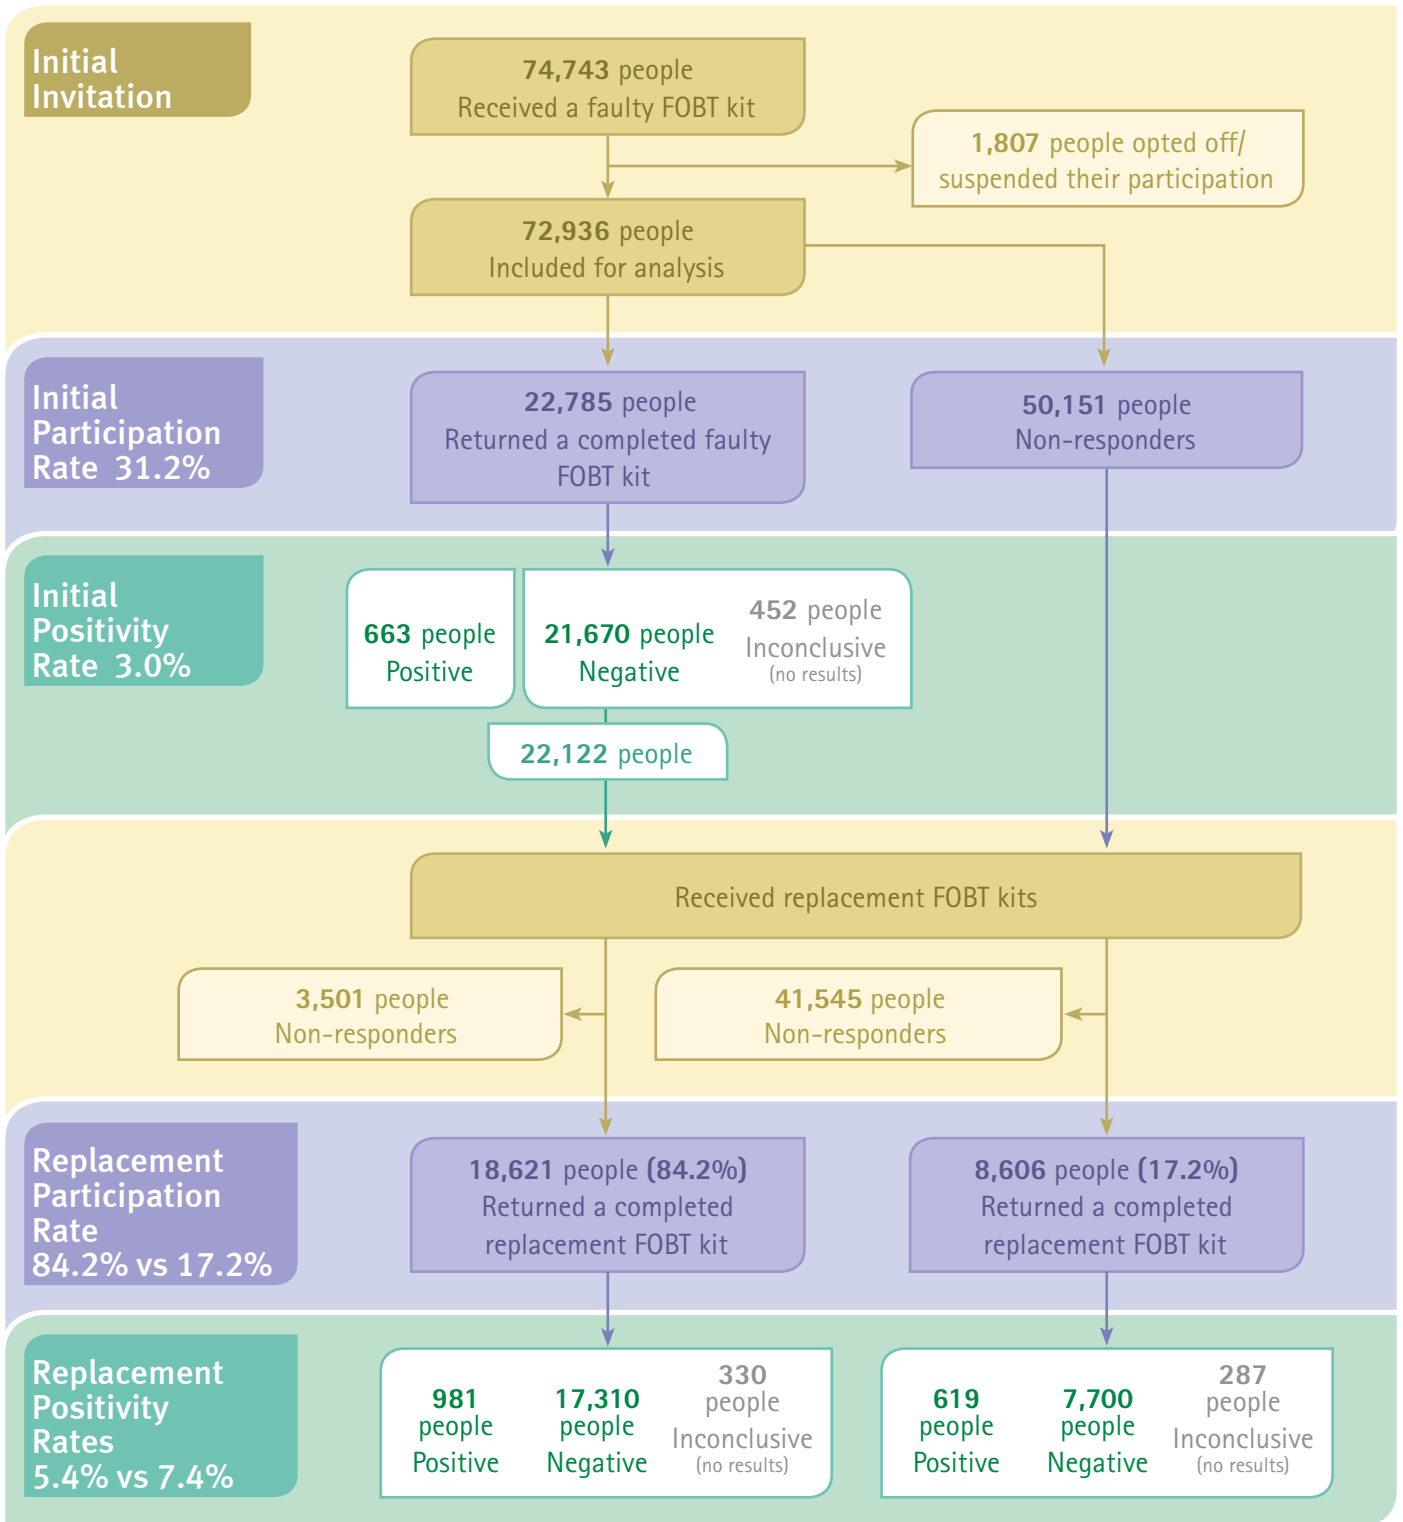 Initial
Invitation
74,743 people
Received a faulty FOBT kit
1,807 people opted off/
suspended their participation
72,936 people
Included for analysis
Initial
Participation
Rate 31.2%
22,785 people
Returned a completed faulty
FOBT kit
50,151 people
Non-responders
Initial
Positivity
Rate 3.0%
663 people
Positive
21,670 people
Negative
452 people
Inconclusive
(no results)
22,122 people
Received replacement FOBT kits
3,501 people
Non-responders
41,545 people
Non-responders
Replacement
Participation
Rate
84.2% vs 17.2%
18,621 people (84.2%)
Returned a completed
replacement FOBT kit
8,606 people (17.2%)
Returned a completed
replacement FOBT kit
Replacement
Positivity
Rates
5.4% vs 7.4%
981
people
Positive
17,310
people
Negative
330
people
Inconclusive
(no results)
619
people
Positive
7,700
people
Negative
287
people
Inconclusive
(no results)